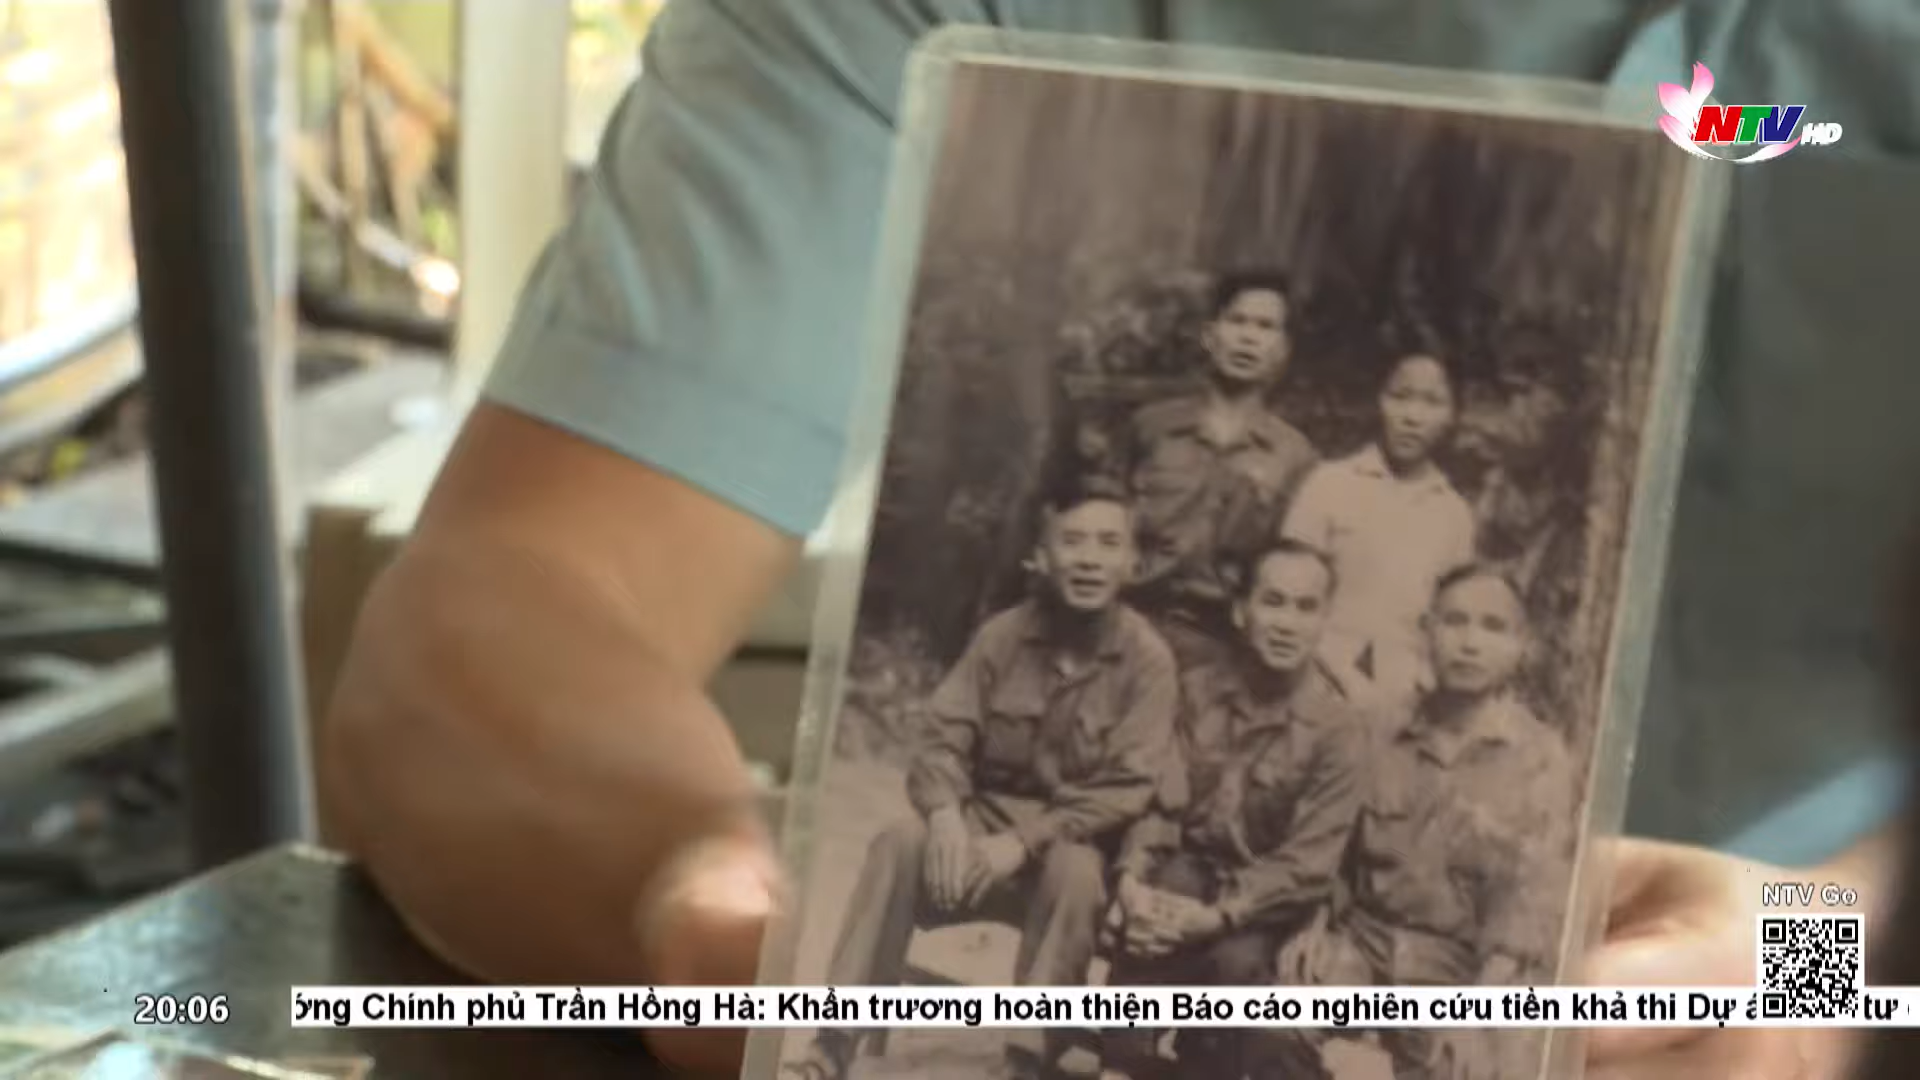 NTV HD
NTV Go
20:06
ớng Chính phủ Trần Hồng Hà: Khẩn trương hoàn thiện Báo cáo nghiên cứu tiền khả thi Dự tư